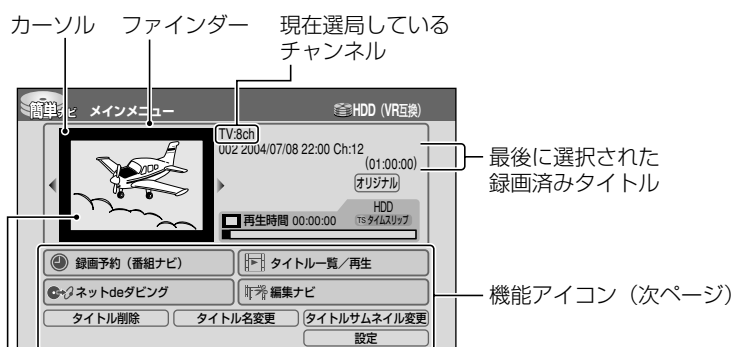 カーソル ファインダー 現在選局している
チャンネル
簡単ナビ メインメニュー HDD (VR互換)
TV:8ch
002 2004/07/08 22:00 Ch:12
(01:00:00)
オリジナル
最後に選択された
録画済みタイトル
HDD
再生時間 00:00:00 TS タイムスリップ
録画予約（番組ナビ） タイトル一覧／再生
ネットdeダビング 編集ナビ
機能アイコン（次ページ）
タイトル削除 タイトル名変更 タイトルサムネイル変更
設定